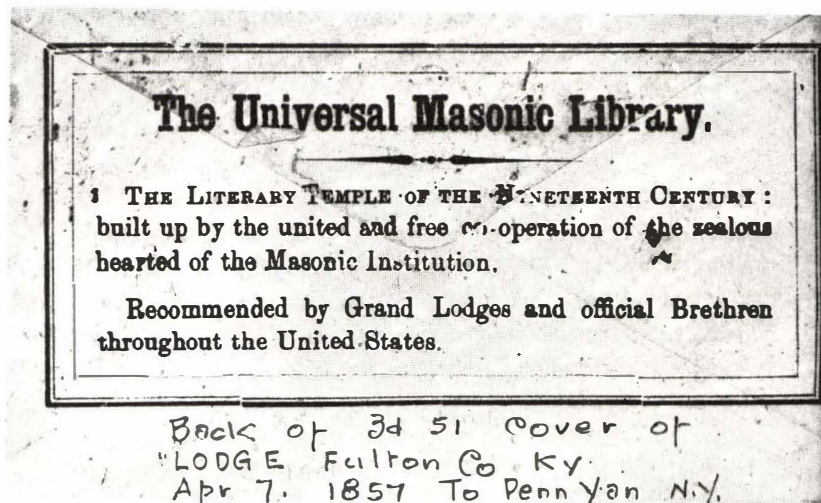 The Universal Masonic Library.
THE LITERARY TEMPLE OF THE NINETEENTH CENTURY :
built up by the united and free co-operation of the zealous
hearted of the Masonic Institution.
Recommended by Grand Lodges and official Brethren
throughout the United States.
Back of 3d 51 Cover of
"LODGE Fulton Co Ky.
Apr 7. 1857 To Penn Yan N.Y.